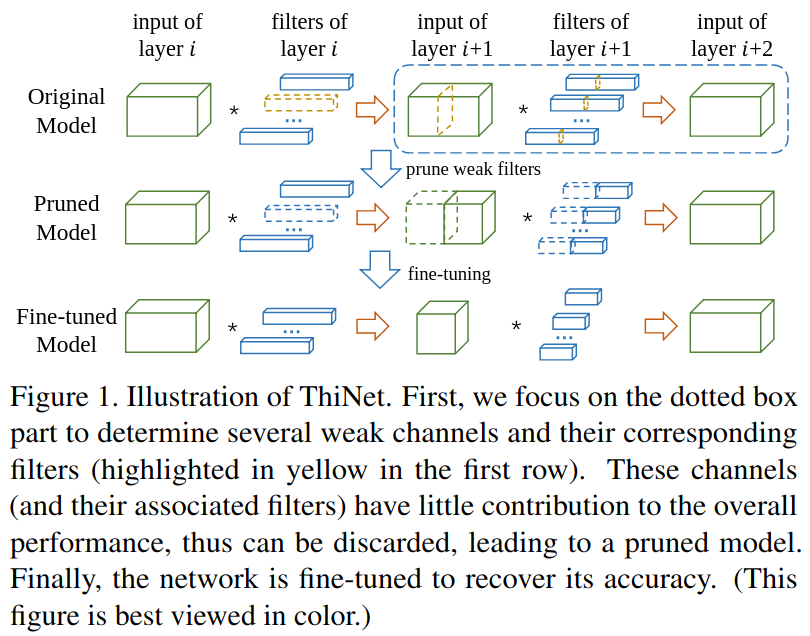 input of
layer i
filters of
layer i
input of
layer i+1
filters of
layer i+1
input of
layer i+2
Original
Model
*
...
*
...
prune weak filters
Pruned
Model
*
...
*
...
fine-tuning
Fine-tuned
Model
*
...
*
...
Figure 1. Illustration of ThiNet. First, we focus on the dotted box
part to determine several weak channels and their corresponding
filters (highlighted in yellow in the first row). These channels
(and their associated filters) have little contribution to the overall
performance, thus can be discarded, leading to a pruned model.
Finally, the network is fine-tuned to recover its accuracy. (This
figure is best viewed in color.)